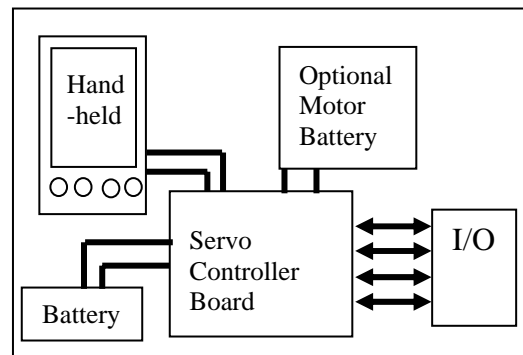 Hand
-held
Optional
Motor
Battery
Servo
Controller
Board
I/O
Battery